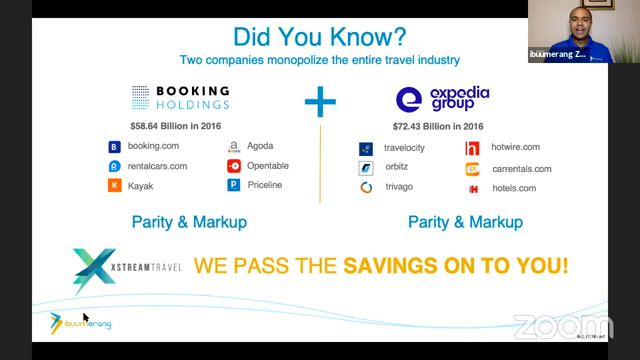 Did You Know?
Two companies monopolize the entire travel industry
ibuumerang Z...
BOOKING
HOLDINGS
+
expedia
group
$58.64 Billion in 2016
$72.43 Billion in 2016
B booking.com
a Agoda
travelocity
hotwire.com
rentalcars.com
Opentable
orbitz
carrentals.com
K Kayak
P Priceline
trivago
hotels.com
Parity & Markup
Parity & Markup
XSTREAMTRAVEL
WE PASS THE SAVINGS ON TO YOU!
ibuumerang
zoom